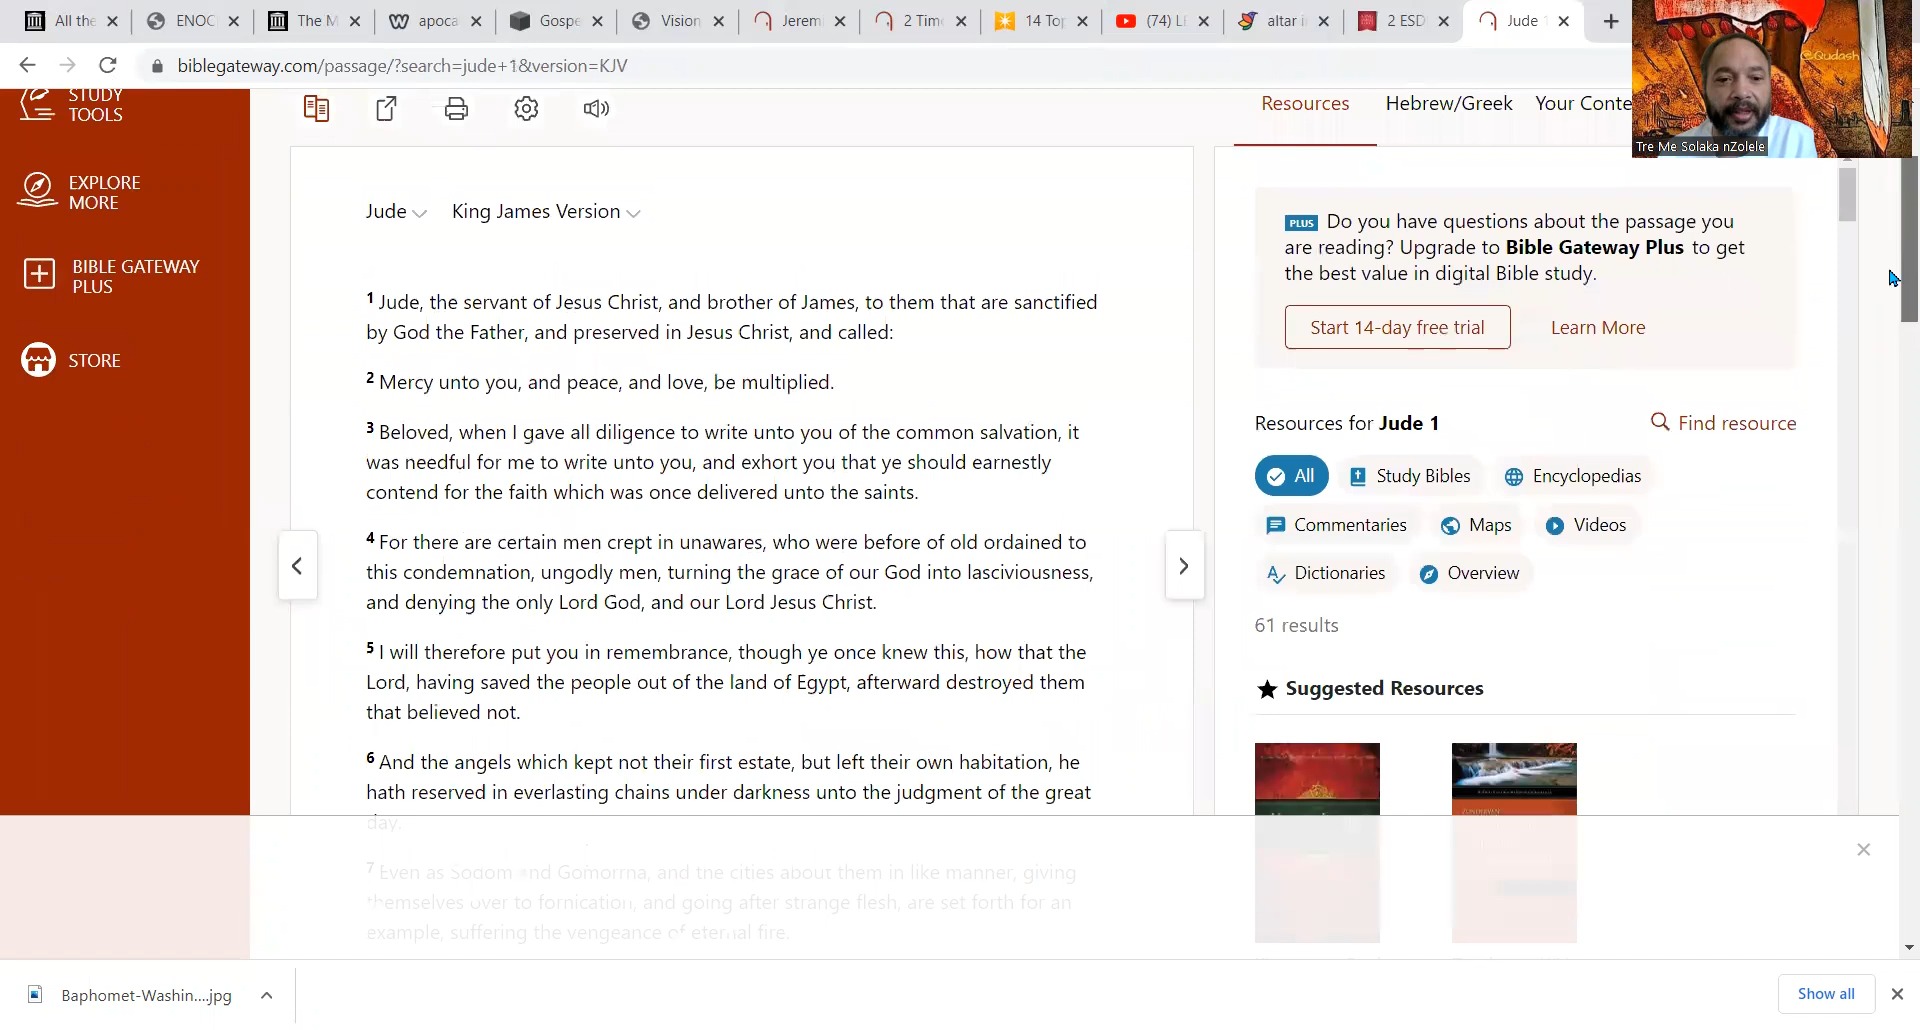 All the
ENOC
The M
apoca
Gospe
Vision
Jerem
2 Tim
14 Top
(74) LE
altar i
2 ESD
Jude
biblegateway.com/passage/?search=jude+1&version=KJV
@Qudash
Tre Me Solaka nZolele
STUDY
TOOLS
EXPLORE
MORE
BIBLE GATEWAY
PLUS
STORE
Resources Hebrew/Greek Your Conte
Jude King James Version
1 Jude, the servant of Jesus Christ, and brother of James, to them that are sanctified
by God the Father, and preserved in Jesus Christ, and called:
2 Mercy unto you, and peace, and love, be multiplied.
3 Beloved, when I gave all diligence to write unto you of the common salvation, it
was needful for me to write unto you, and exhort you that ye should earnestly
contend for the faith which was once delivered unto the saints.
4 For there are certain men crept in unawares, who were before of old ordained to
this condemnation, ungodly men, turning the grace of our God into lasciviousness,
and denying the only Lord God, and our Lord Jesus Christ.
5 I will therefore put you in remembrance, though ye once knew this, how that the
Lord, having saved the people out of the land of Egypt, afterward destroyed them
that believed not.
6 And the angels which kept not their first estate, but left their own habitation, he
hath reserved in everlasting chains under darkness unto the judgment of the great
day.
7 Even as Sodom and Gomorrha, and the cities about them in like manner, giving
themselves over to fornication, and going after strange flesh, are set forth for an
example, suffering the vengeance of eternal fire.
PLUS Do you have questions about the passage you
are reading? Upgrade to Bible Gateway Plus to get
the best value in digital Bible study.
Start 14-day free trial Learn More
Resources for Jude 1 Find resource
All Study Bibles Encyclopedias
Commentaries Maps Videos
Dictionaries Overview
61 results
Suggested Resources
Baphomet-Washin....jpg
Show all